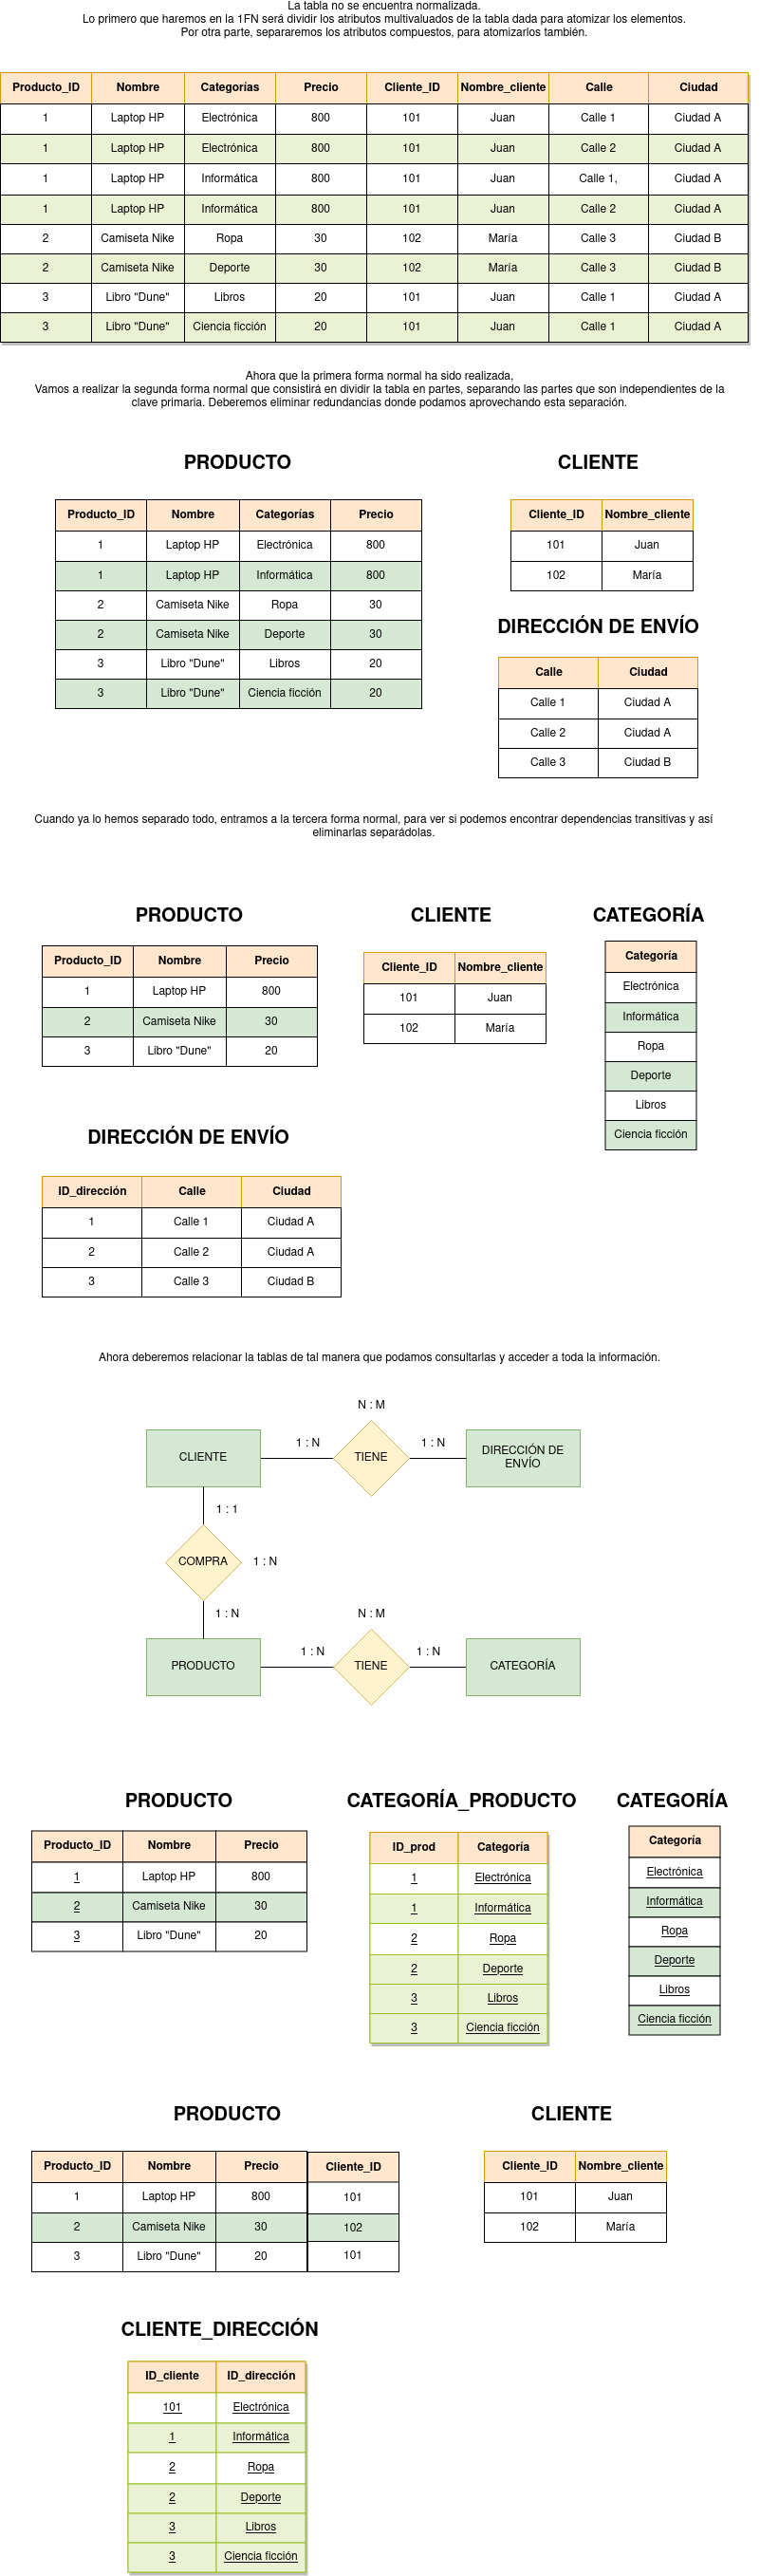 La tabla no se encuentra normalizada.
Lo primero que haremos en la 1FN será dividir los atributos multivaluados de la tabla dada para atomizar los elementos.
Por otra parte, separaremos los atributos compuestos, para atomizarlos también.
Producto_ID Nombre Categorías Precio Cliente_ID Nombre_cliente Calle Ciudad
1 Laptop HP Electrónica 800 101 Juan Calle 1 Ciudad A
1 Laptop HP Electrónica 800 101 Juan Calle 2 Ciudad A
1 Laptop HP Informática 800 101 Juan Calle 1, Ciudad A
1 Laptop HP Informática 800 101 Juan Calle 2 Ciudad A
2 Camiseta Nike Ropa 30 102 María Calle 3 Ciudad B
2 Camiseta Nike Deporte 30 102 María Calle 3 Ciudad B
3 Libro "Dune" Libros 20 101 Juan Calle 1 Ciudad A
3 Libro "Dune" Ciencia ficción 20 101 Juan Calle 1 Ciudad A
Ahora que la primera forma normal ha sido realizada,
Vamos a realizar la segunda forma normal que consistirá en dividir la tabla en partes, separando las partes que son independientes de la
clave primaria. Deberemos eliminar redundancias donde podamos aprovechando esta separación.
PRODUCTO
Producto_ID Nombre Categorías Precio
1 Laptop HP Electrónica 800
1 Laptop HP Informática 800
2 Camiseta Nike Ropa 30
2 Camiseta Nike Deporte 30
3 Libro "Dune" Libros 20
3 Libro "Dune" Ciencia ficción 20
CLIENTE
Cliente_ID Nombre_cliente
101 Juan
102 María
DIRECCIÓN DE ENVÍO
Calle Ciudad
Calle 1 Ciudad A
Calle 2 Ciudad A
Calle 3 Ciudad B
Cuando ya lo hemos separado todo, entramos a la tercera forma normal, para ver si podemos encontrar dependencias transitivas y así
eliminarlas separádolas.
PRODUCTO
Producto_ID Nombre Precio
1 Laptop HP 800
2 Camiseta Nike 30
3 Libro "Dune" 20
CLIENTE
Cliente_ID Nombre_cliente
101 Juan
102 María
CATEGORÍA
Categoría
Electrónica
Informática
Ropa
Deporte
Libros
Ciencia ficción
DIRECCIÓN DE ENVÍO
ID_dirección Calle Ciudad
1 Calle 1 Ciudad A
2 Calle 2 Ciudad A
3 Calle 3 Ciudad B
Ahora deberemos relacionar la tablas de tal manera que podamos consultarlas y acceder a toda la información.
N : M
1 : N 1 : N
CLIENTE TIENE DIRECCIÓN DE
ENVÍO
1 : 1
COMPRA 1 : N
1 : N N : M
1 : N 1 : N
PRODUCTO TIENE CATEGORÍA
PRODUCTO
Producto_ID Nombre Precio
1 Laptop HP 800
2 Camiseta Nike 30
3 Libro "Dune" 20
CATEGORÍA_PRODUCTO
ID_prod Categoría
1 Electrónica
1 Informática
2 Ropa
2 Deporte
3 Libros
3 Ciencia ficción
CATEGORÍA
Categoría
Electrónica
Informática
Ropa
Deporte
Libros
Ciencia ficción
PRODUCTO
Producto_ID Nombre Precio Cliente_ID
1 Laptop HP 800 101
2 Camiseta Nike 30 102
3 Libro "Dune" 20 101
CLIENTE
Cliente_ID Nombre_cliente
101 Juan
102 María
CLIENTE_DIRECCIÓN
ID_cliente ID_dirección
101 Electrónica
1 Informática
2 Ropa
2 Deporte
3 Libros
3 Ciencia ficción